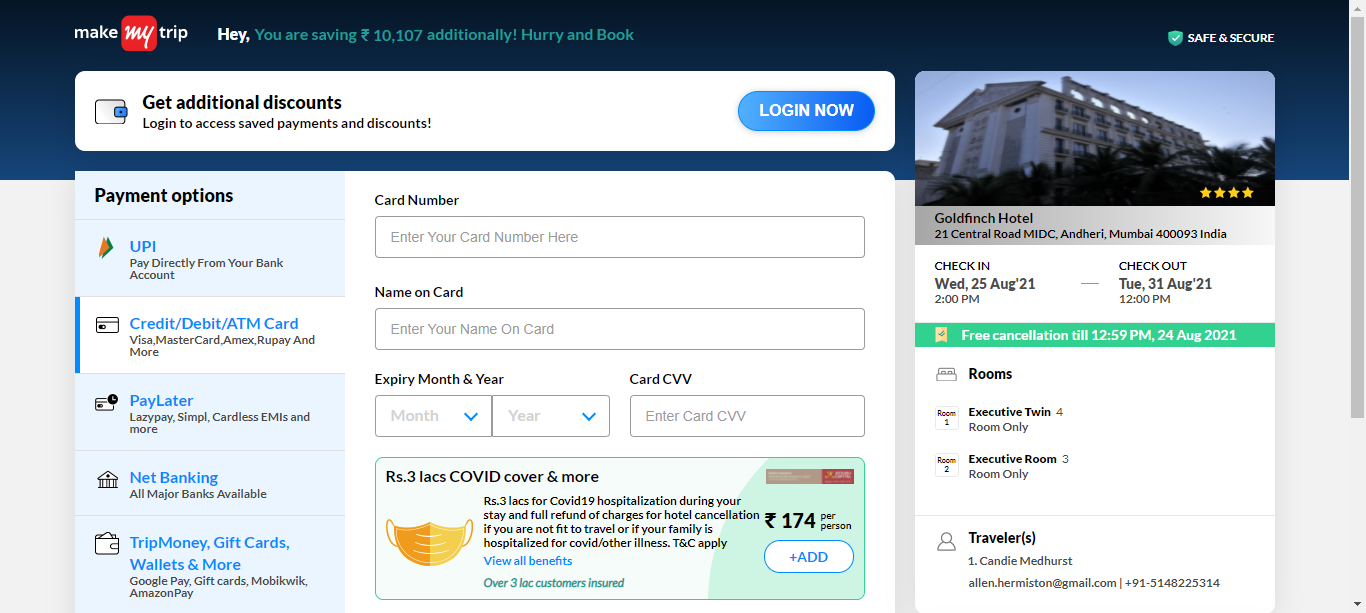 make my trip
Hey, You are saving ₹ 10,107 additionally! Hurry and Book
SAFE & SECURE
Get additional discounts
Login to access saved payments and discounts!
LOGIN NOW
Payment options
UPI
Pay Directly From Your Bank
Account
Credit/Debit/ATM Card
Visa,MasterCard,Amex,Rupay And
More
PayLater
Lazypay, Simpl, Cardless EMIs and
more
Net Banking
All Major Banks Available
TripMoney, Gift Cards,
Wallets & More
Google Pay, Gift cards, Mobikwik,
AmazonPay
Card Number
Enter Your Card Number Here
Name on Card
Enter Your Name On Card
Expiry Month & Year
Card CVV
Month
Year
Enter Card CVV
Rs.3 lacs COVID cover & more
Rs.3 lacs for Covid19 hospitalization during your
stay and full refund of charges for hotel cancellation
if you are not fit to travel or if your family is
hospitalized for covid/other illness. T&C apply
View all benefits
Over 3 lac customers insured
₹ 174 per
person
+ADD
Goldfinch Hotel
21 Central Road MIDC, Andheri, Mumbai 400093 India
CHECK IN
Wed, 25 Aug'21
2:00 PM
CHECK OUT
Tue, 31 Aug'21
12:00 PM
Free cancellation till 12:59 PM, 24 Aug 2021
Rooms
Room
1
Executive Twin 4
Room Only
Room
2
Executive Room 3
Room Only
Traveler(s)
1. Candie Medhurst
allen.hermiston@gmail.com | +91-5148225314